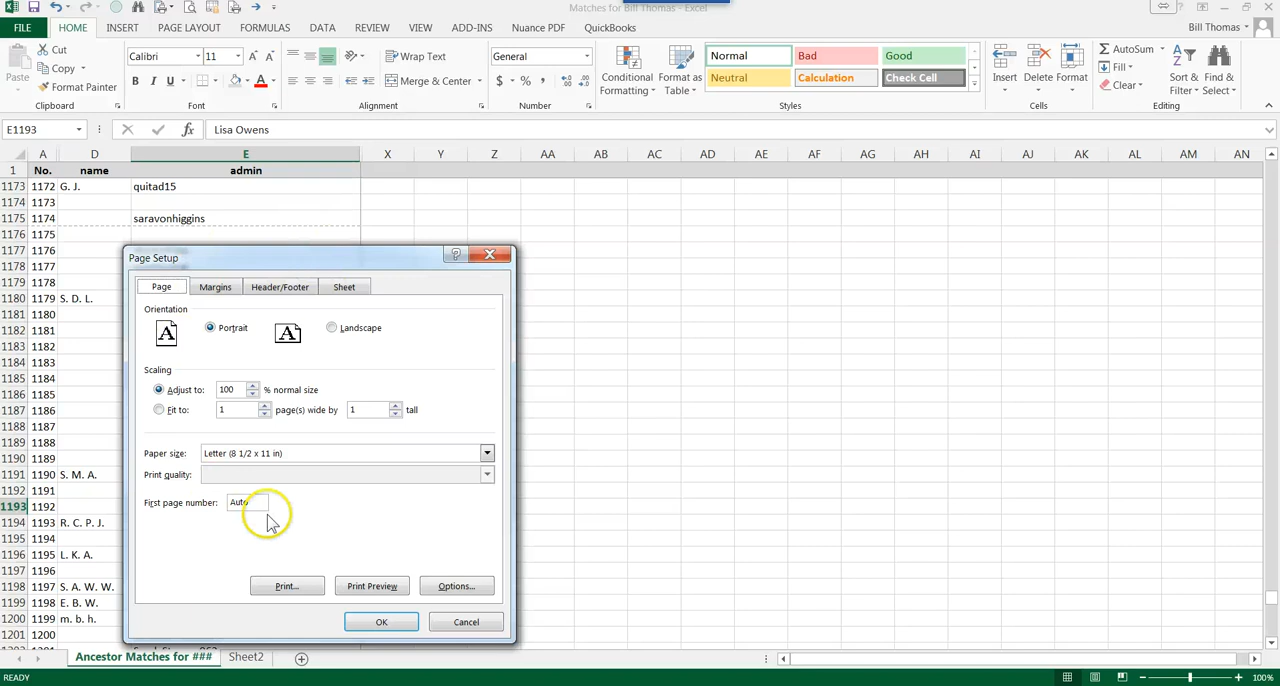 Matches for Bill Thomas - Excel
FILE HOME INSERT PAGE LAYOUT FORMULAS DATA REVIEW VIEW ADD-INS Nuance PDF QuickBooks Bill Thomas
Paste Cut Copy Format Painter Clipboard
Calibri 11 A A B I U A Font
Wrap Text Merge & Center Alignment
General $ % , Number
Conditional Formatting Format as Table
Normal Bad Good
Neutral Calculation Check Cell
Styles
Insert Delete Format Cells
AutoSum Fill Clear Sort & Filter Find & Select Editing
E1193 fx Lisa Owens
A D E X Y Z AA AB AC AD AE AF AG AH AI AJ AK AL AM AN
1 No. name admin
1173 1172 G. J. quitad15
1174 1173
1175 1174 saravonhiggins
1176 1175
1177 1176
1178 1177
1179 1178
1180 1179 S. D. L.
1181 1180
1182 1181
1183 1182
1184 1183
1185 1184
1186 1185
1187 1186
1188 1187
1189 1188
1190 1189
1191 1190 S. M. A.
1192 1191
1193 1192
1194 1193 R. C. P. J.
1195 1194
1196 1195 L. K. A.
1197 1196
1198 1197 S. A. W. W.
1199 1198 E. B. W.
1200 1199 m. b. h.
1201 1200
Page Setup ?
Page Margins Header/Footer Sheet
Orientation
A Portrait A Landscape
Scaling
Adjust to: 100 % normal size
Fit to: 1 page(s) wide by 1 tall
Paper size: Letter (8 1/2 x 11 in)
Print quality:
First page number: Auto
Print... Print Preview Options...
OK Cancel
Ancestor Matches for ### Sheet2
READY 100%